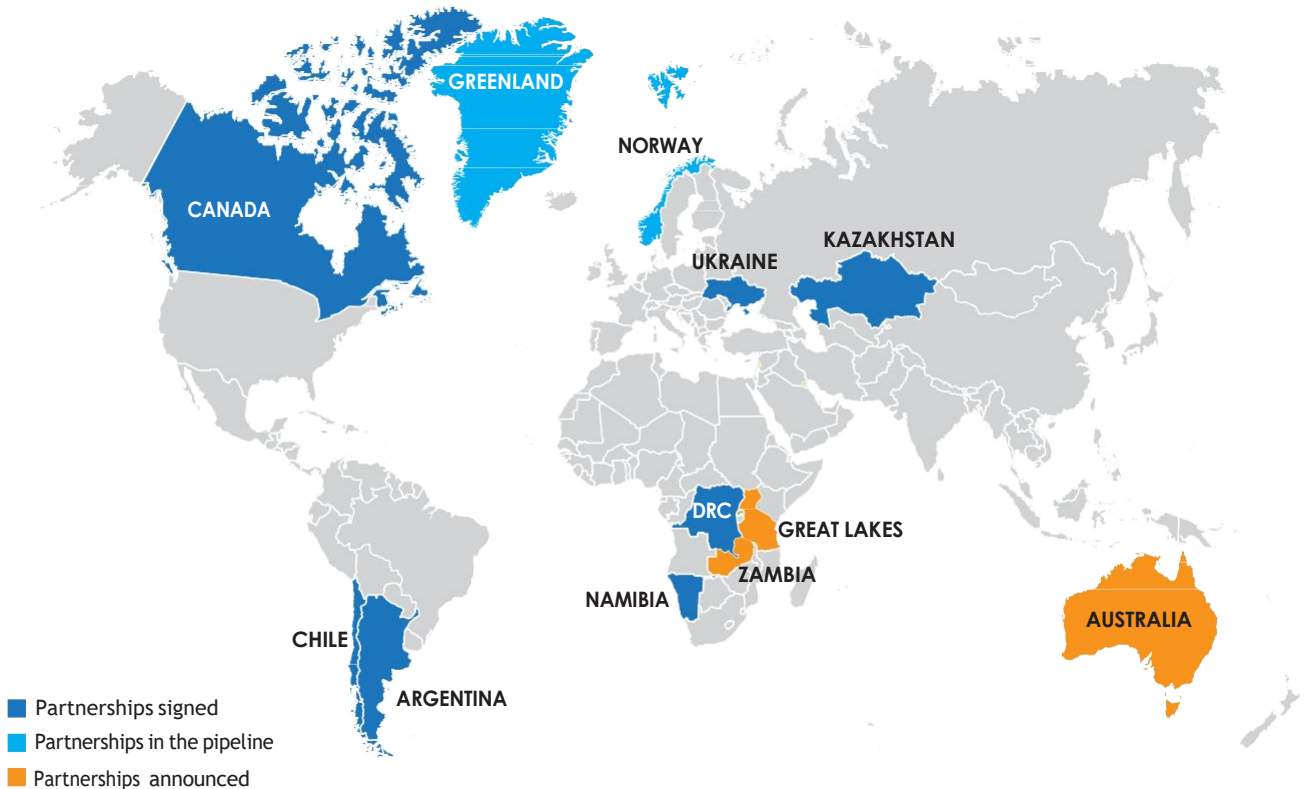 GREENLAND
NORWAY
CANADA
KAZAKHSTAN
UKRAINE
DRC
GREAT LAKES
ZAMBIA
NAMIBIA
AUSTRALIA
CHILE
ARGENTINA
Partnerships signed
Partnerships in the pipeline
Partnerships announced